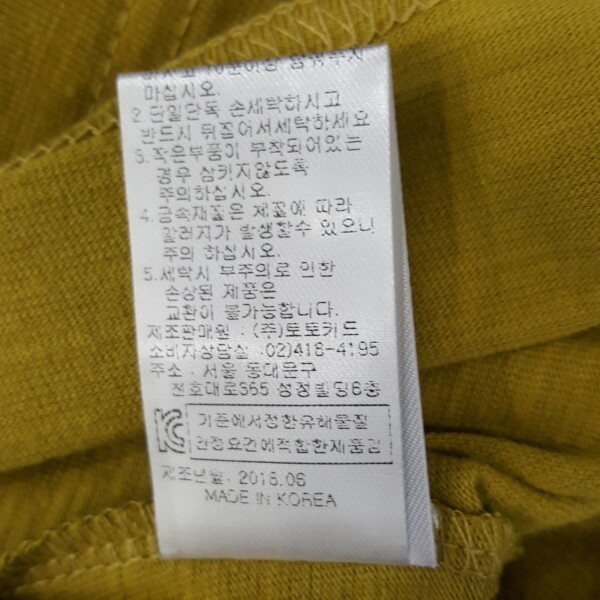 마십시오.
2. 단일단독 손세탁하시고
반드시 뒤집어서세탁하세요
3. 작은부품이 부착되어있는
경우 삼키지않도록
주의하십시오.
4. 금속재질은 체질에 따라
알러지가 발생할수 있으니
주의 하십시오.
5. 세탁시 부주의로 인한
손상된 제품은
교환이 불가능합니다.
제조판매원 : (주)토토커드
소비자상담실 :02)418-4195
주소 : 서울 동대문구
천호대로365 성정빌딩6층
기준에서정한유해물질
안정요건에적합한제품임
제조년월: 2018.06
MADE IN KOREA